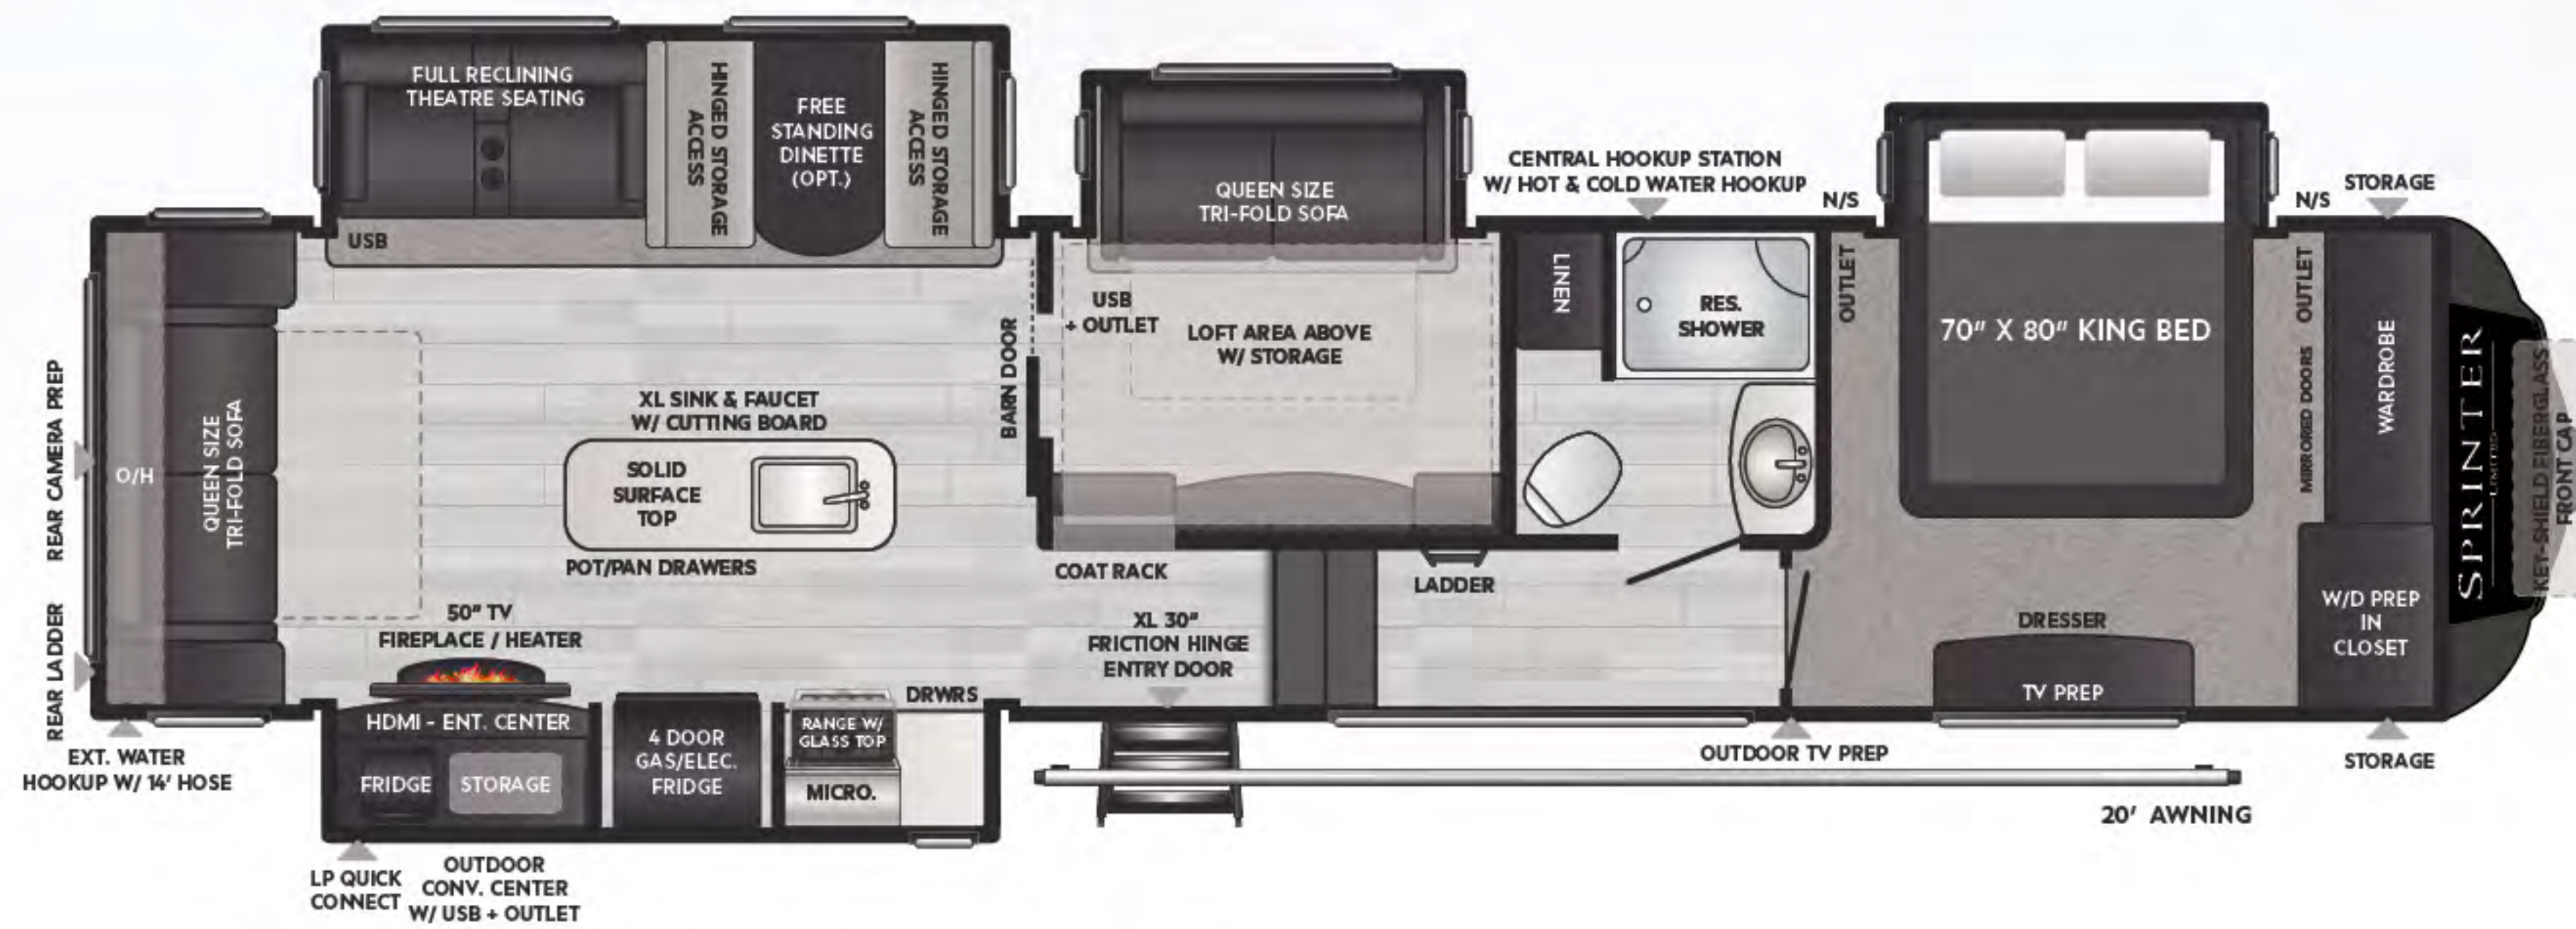 FULL RECLINING
THEATRE SEATING
HINGED STORAGE
ACCESS
FREE
STANDING
DINETTE
(OPT.)
HINGED STORAGE
ACCESS
USB
QUEEN SIZE
TRI-FOLD SOFA
CENTRAL HOOKUP STATION
W/ HOT & COLD WATER HOOKUP
N/S
N/S
STORAGE
LINEN
RES.
SHOWER
OUTLET
70" X 80" KING BED
OUTLET
MIRRORED DOORS
WARDROBE
SPRINTER
LIMITED
KEY-SHIELD FIBERGLASS
FRONT CAP
REAR CAMERA PREP
O/H
QUEEN SIZE
TRI-FOLD SOFA
XL SINK & FAUCET
W/ CUTTING BOARD
SOLID
SURFACE
TOP
POT/PAN DRAWERS
BARN DOOR
USB
+ OUTLET
LOFT AREA ABOVE
W/ STORAGE
COAT RACK
LADDER
XL 30"
FRICTION HINGE
ENTRY DOOR
DRESSER
TV PREP
W/D PREP
IN
CLOSET
REAR LADDER
50" TV
FIREPLACE / HEATER
HDMI - ENT. CENTER
FRIDGE
STORAGE
4 DOOR
GAS/ELEC.
FRIDGE
DRWRS
RANGE W/
GLASS TOP
MICRO.
EXT. WATER
HOOKUP W/ 14' HOSE
OUTDOOR TV PREP
STORAGE
20' AWNING
LP QUICK
CONNECT
OUTDOOR
CONV. CENTER
W/ USB + OUTLET